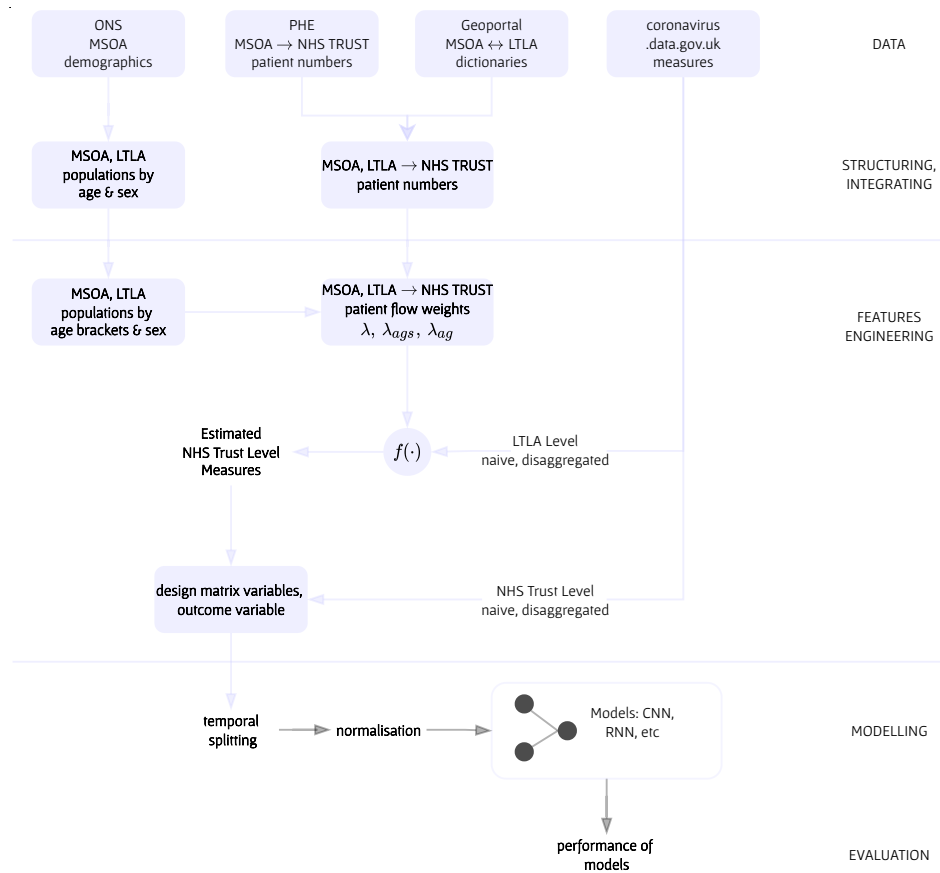 ONS
MSOA
demographics
PHE
MSOA → NHS TRUST
patient numbers
Geoportal
MSOA ↔ LTLA
dictionaries
coronavirus
.data.gov.uk
measures
DATA
MSOA, LTLA
populations by
age & sex
MSOA, LTLA → NHS TRUST
patient numbers
STRUCTURING,
INTEGRATING
MSOA, LTLA
populations by
age brackets & sex
MSOA, LTLA → NHS TRUST
patient flow weights
λ, λ_ags, λ_ag
FEATURES
ENGINEERING
Estimated
NHS Trust Level
Measures
f(·)
LTLA Level
naive, disaggregated
design matrix variables,
outcome variable
NHS Trust Level
naive, disaggregated
temporal
splitting
normalisation
Models: CNN,
RNN, etc
MODELLING
performance of
models
EVALUATION